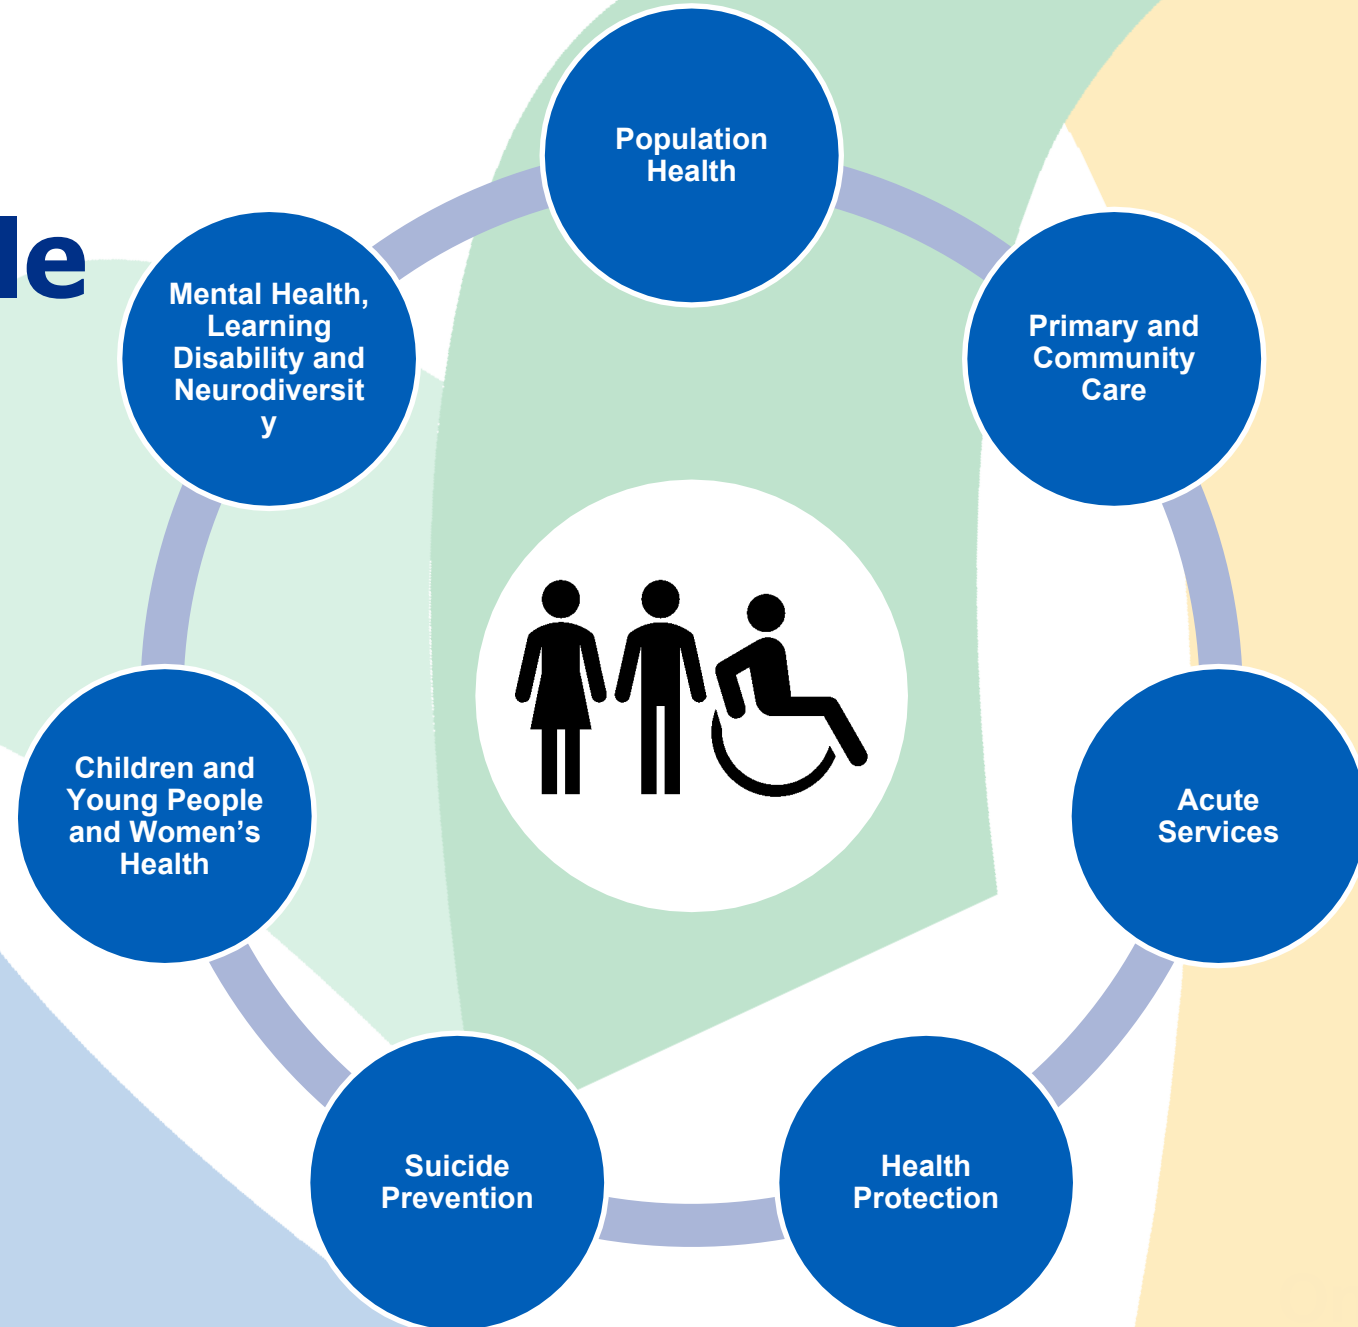 le
Population
Health
Mental Health,
Learning
Disability and
Neurodiversit
y
Primary and
Community
Care
Children and
Young People
and Women’s
Health
Acute
Services
Suicide
Prevention
Health
Protection